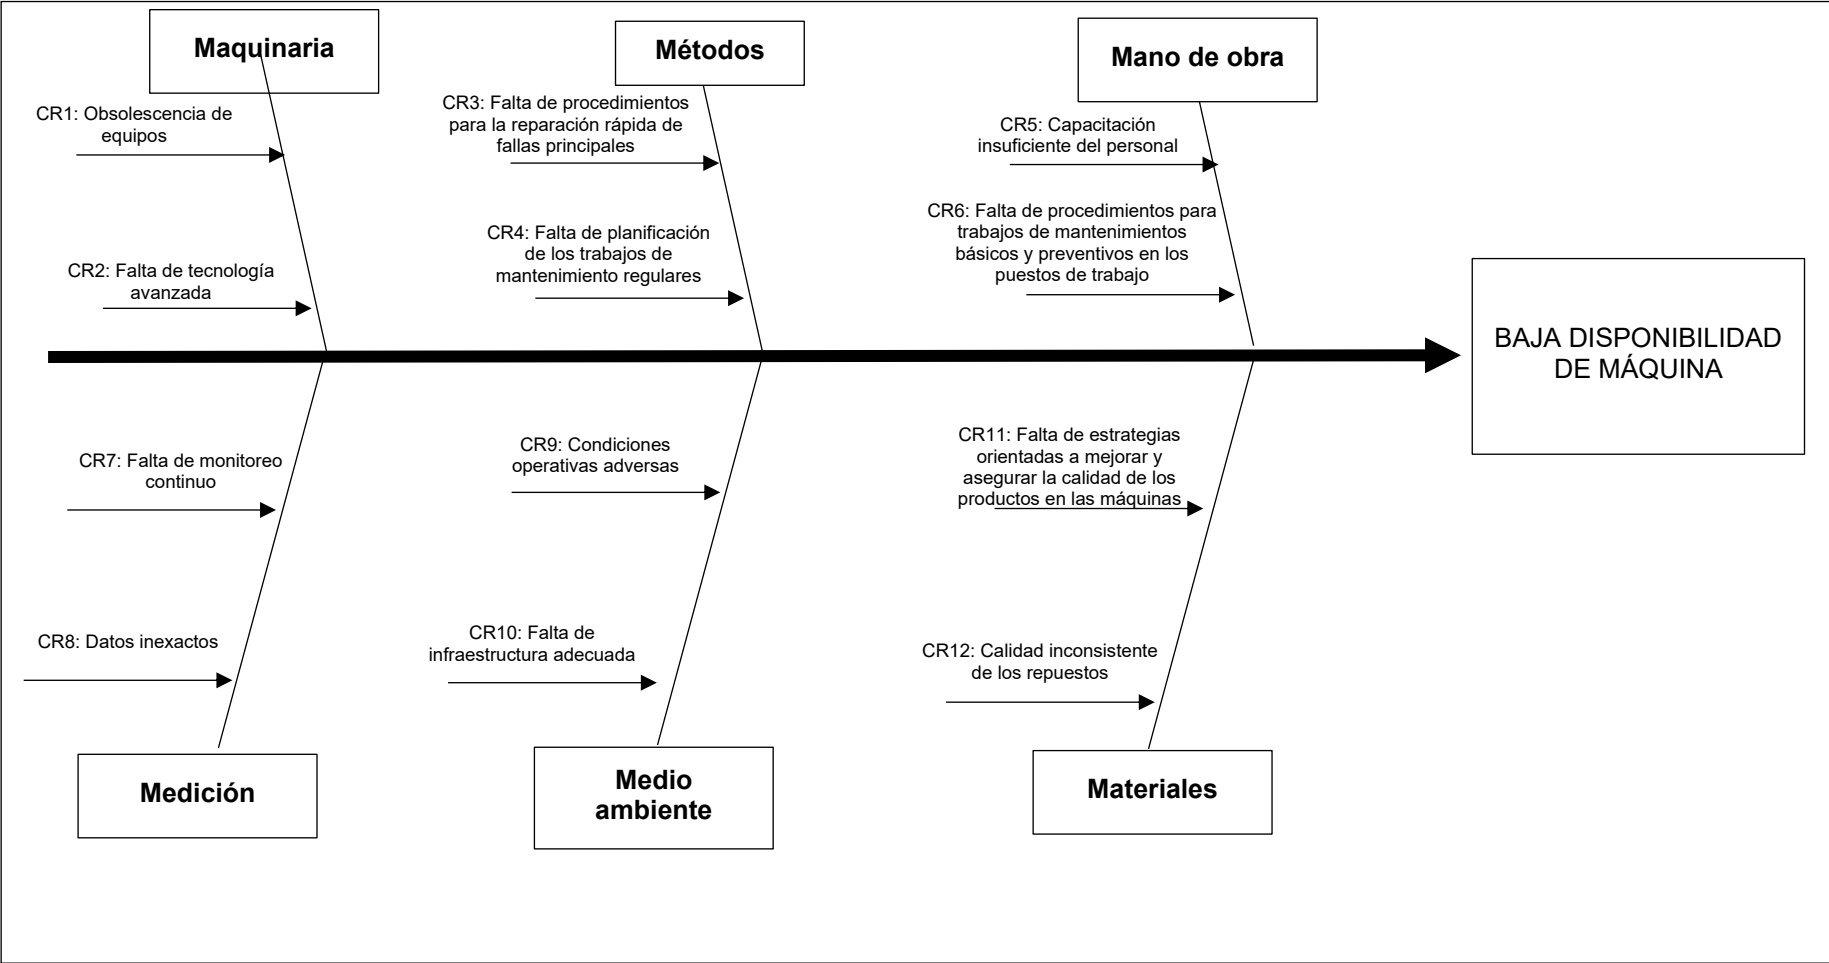 Maquinaria
Métodos
Mano de obra
CR1: Obsolescencia de
equipos
CR3: Falta de procedimientos
para la reparación rápida de
fallas principales
CR5: Capacitación
insuficiente del personal
CR2: Falta de tecnología
avanzada
CR4: Falta de planificación
de los trabajos de
mantenimiento regulares
CR6: Falta de procedimientos para
trabajos de mantenimientos
básicos y preventivos en los
puestos de trabajo
BAJA DISPONIBILIDAD
DE MÁQUINA
CR7: Falta de monitoreo
continuo
CR9: Condiciones
operativas adversas
CR11: Falta de estrategias
orientadas a mejorar y
asegurar la calidad de los
productos en las máquinas
CR8: Datos inexactos
CR10: Falta de
infraestructura adecuada
CR12: Calidad inconsistente
de los repuestos
Medición
Medio
ambiente
Materiales